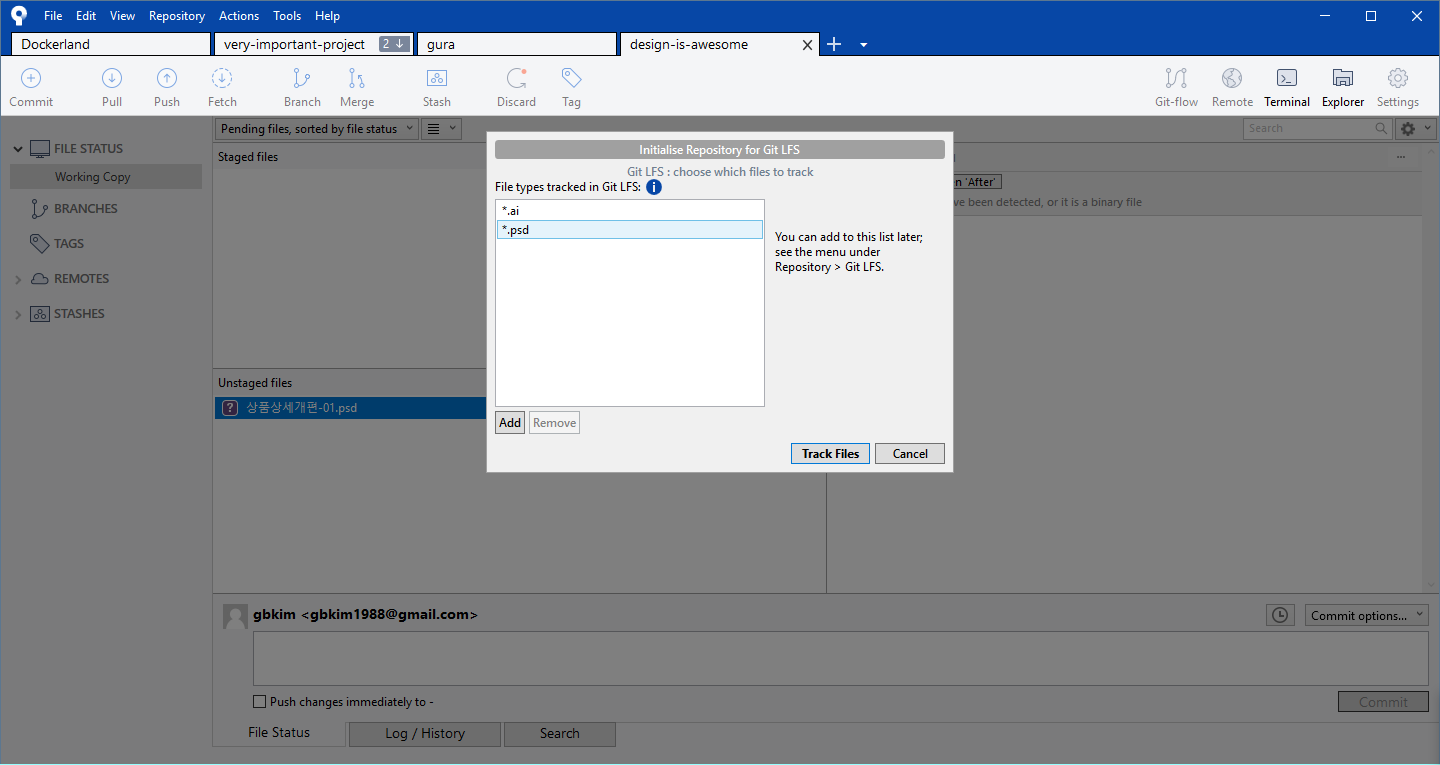 File Edit View Repository Actions Tools Help
Dockerland very-important-project 2 gura design-is-awesome
Commit Pull Push Fetch Branch Merge Stash Discard Tag Git-flow Remote Terminal Explorer Settings
FILE STATUS
Working Copy
BRANCHES
TAGS
REMOTES
STASHES
Pending files, sorted by file status
Search
Staged files
Unstaged files
상품상세개편-01.psd
Initialise Repository for Git LFS
Git LFS : choose which files to track
File types tracked in Git LFS:
*.ai
*.psd
You can add to this list later;
see the menu under
Repository > Git LFS.
Add Remove
Track Files Cancel
n 'After'
ve been detected, or it is a binary file
gbkim <gbkim1988@gmail.com>
Commit options...
Push changes immediately to -
Commit
File Status Log / History Search